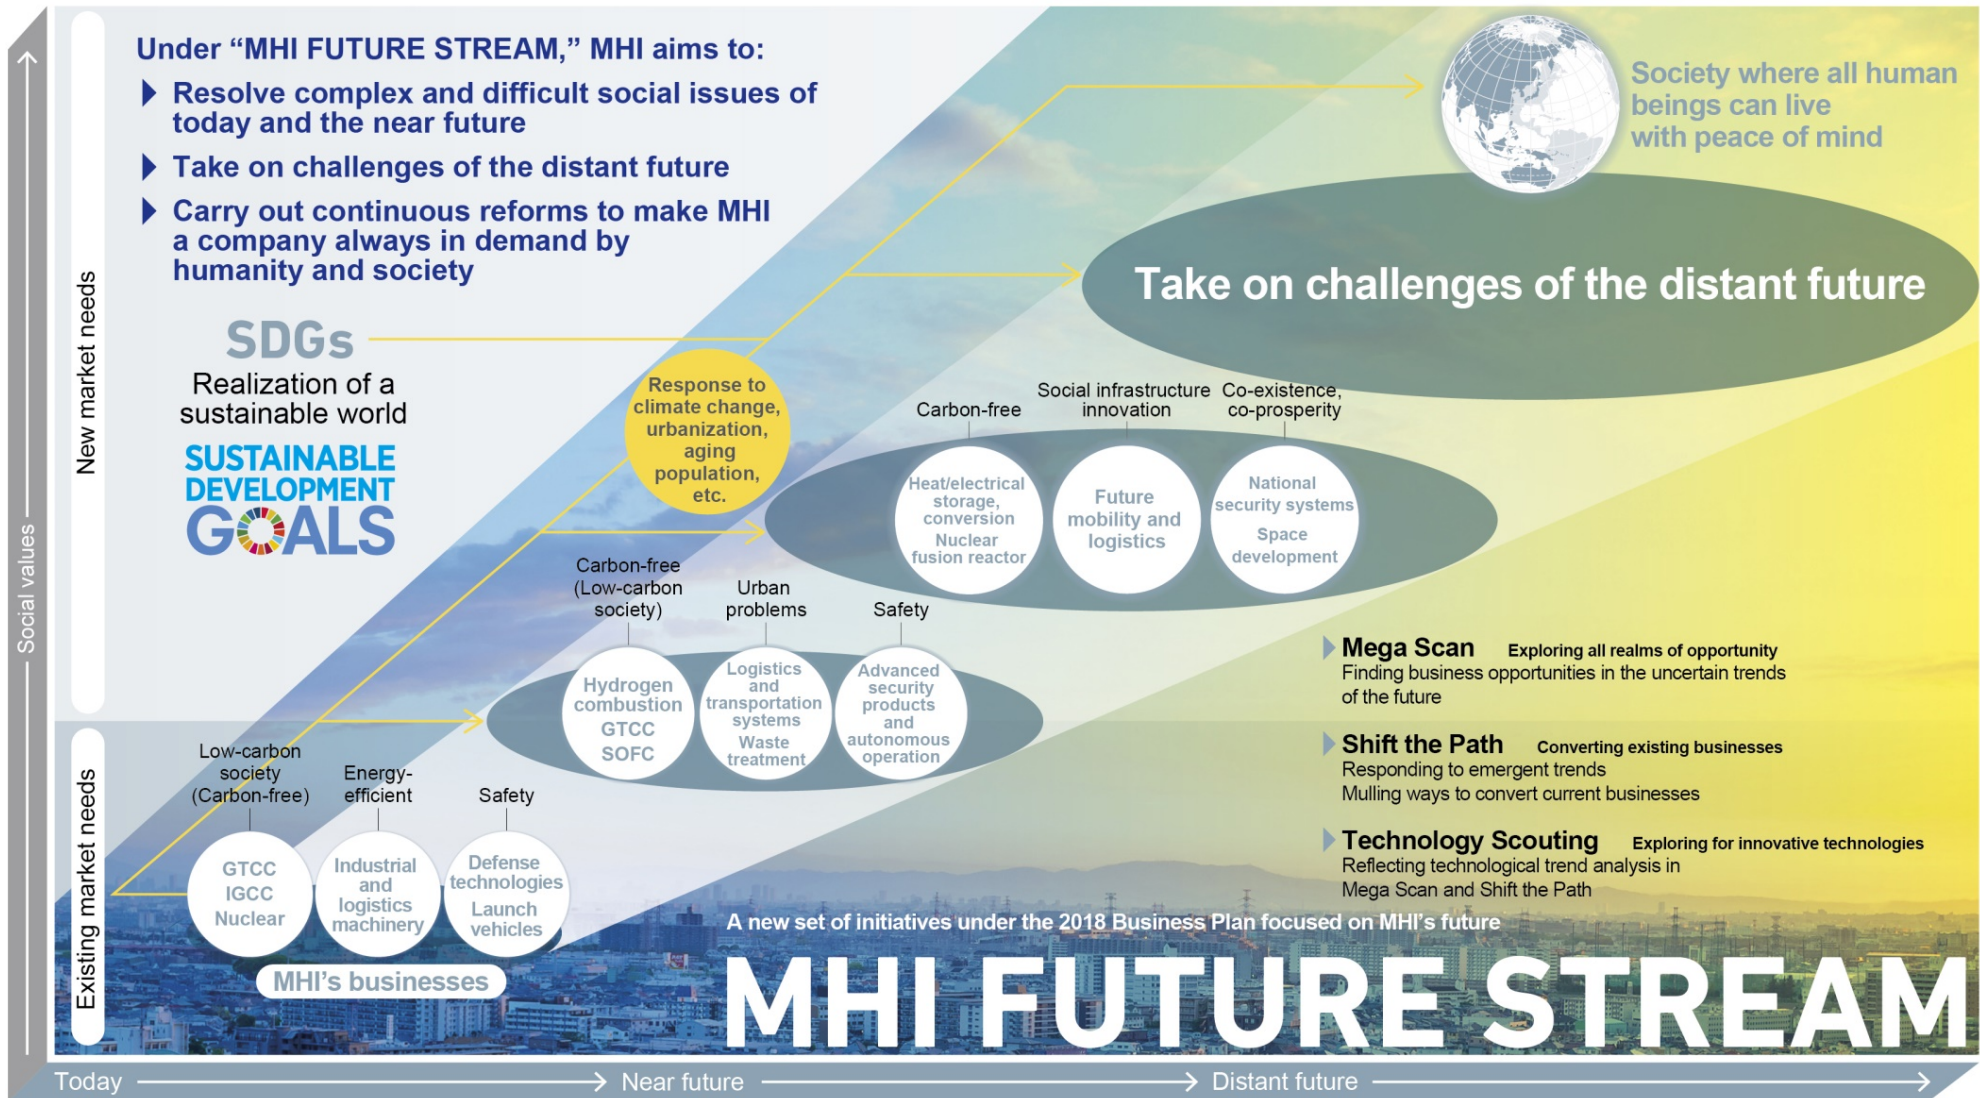 Under “MHI FUTURE STREAM,” MHI aims to:
Resolve complex and difficult social issues of
today and the near future
Take on challenges of the distant future
Carry out continuous reforms to make MHI
a company always in demand by
humanity and society
SDGs
Realization of a
sustainable world
SUSTAINABLE
DEVELOPMENT
GOALS
Society where all human
beings can live
with peace of mind
Take on challenges of the distant future
Response to
climate change,
urbanization,
aging
population,
etc.
Carbon-free
Social infrastructure
innovation
Co-existence,
co-prosperity
Heat/electrical
storage,
conversion
Nuclear
fusion reactor
Future
mobility and
logistics
National
security systems
Space
development
Carbon-free
(Low-carbon
society)
Urban
problems
Safety
Hydrogen
combustion
GTCC
SOFC
Logistics
and
transportation
systems
Waste
treatment
Advanced
security
products
and
autonomous
operation
Low-carbon
society
(Carbon-free)
Energy-
efficient
Safety
GTCC
IGCC
Nuclear
Industrial
and
logistics
machinery
Defense
technologies
Launch
vehicles
MHI’s businesses
Mega Scan Exploring all realms of opportunity
Finding business opportunities in the uncertain trends
of the future
Shift the Path Converting existing businesses
Responding to emergent trends
Mulling ways to convert current businesses
Technology Scouting Exploring for innovative technologies
Reflecting technological trend analysis in
Mega Scan and Shift the Path
A new set of initiatives under the 2018 Business Plan focused on MHI’s future
MHI FUTURE STREAM
Social values
New market needs
Existing market needs
Today
Near future
Distant future